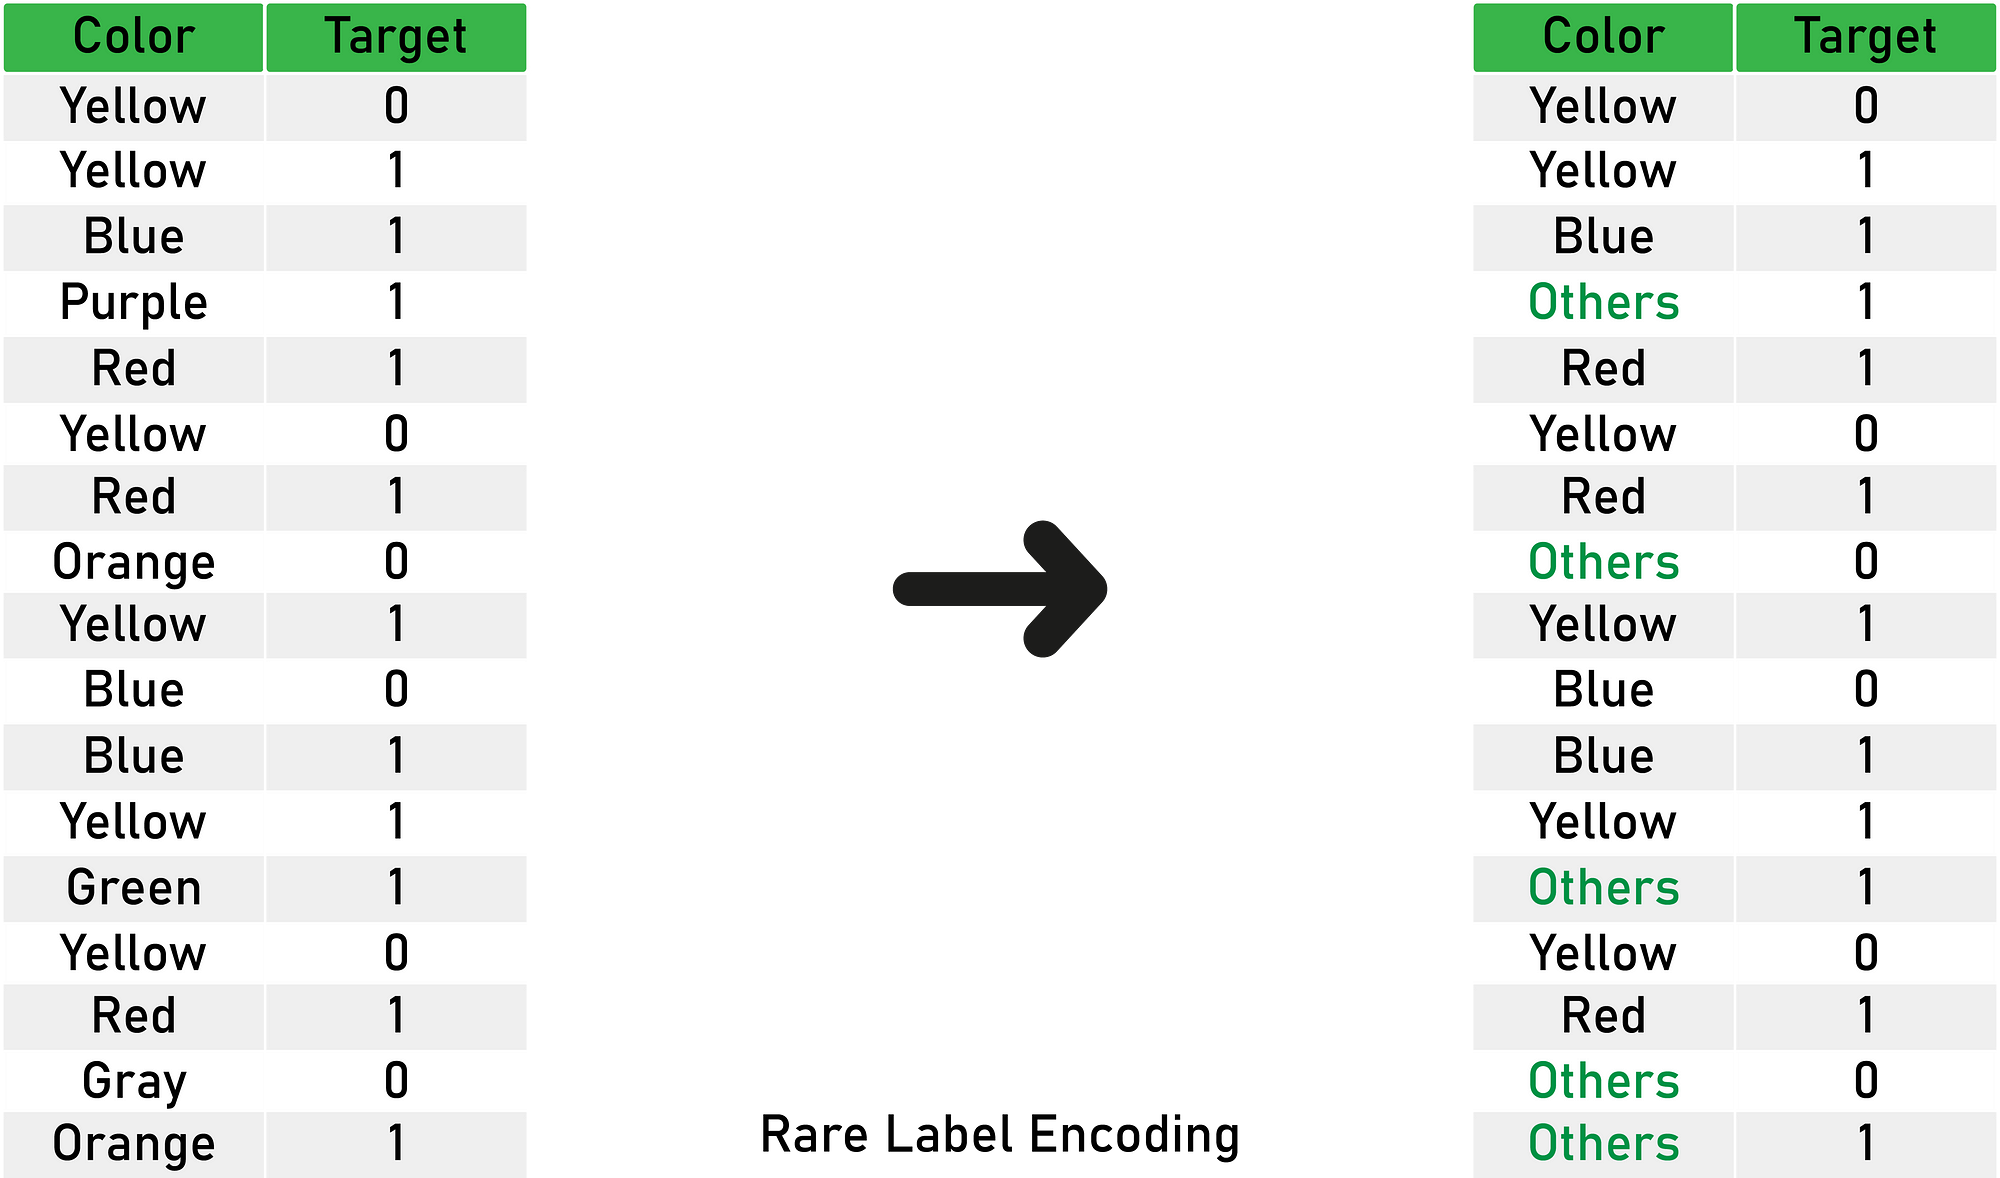 Color Target
Yellow 0
Yellow 1
Blue 1
Purple 1
Red 1
Yellow 0
Red 1
Orange 0
Yellow 1
Blue 0
Blue 1
Yellow 1
Green 1
Yellow 0
Red 1
Gray 0
Orange 1
Rare Label Encoding
Color Target
Yellow 0
Yellow 1
Blue 1
Others 1
Red 1
Yellow 0
Red 1
Others 0
Yellow 1
Blue 0
Blue 1
Yellow 1
Others 1
Yellow 0
Red 1
Others 0
Others 1